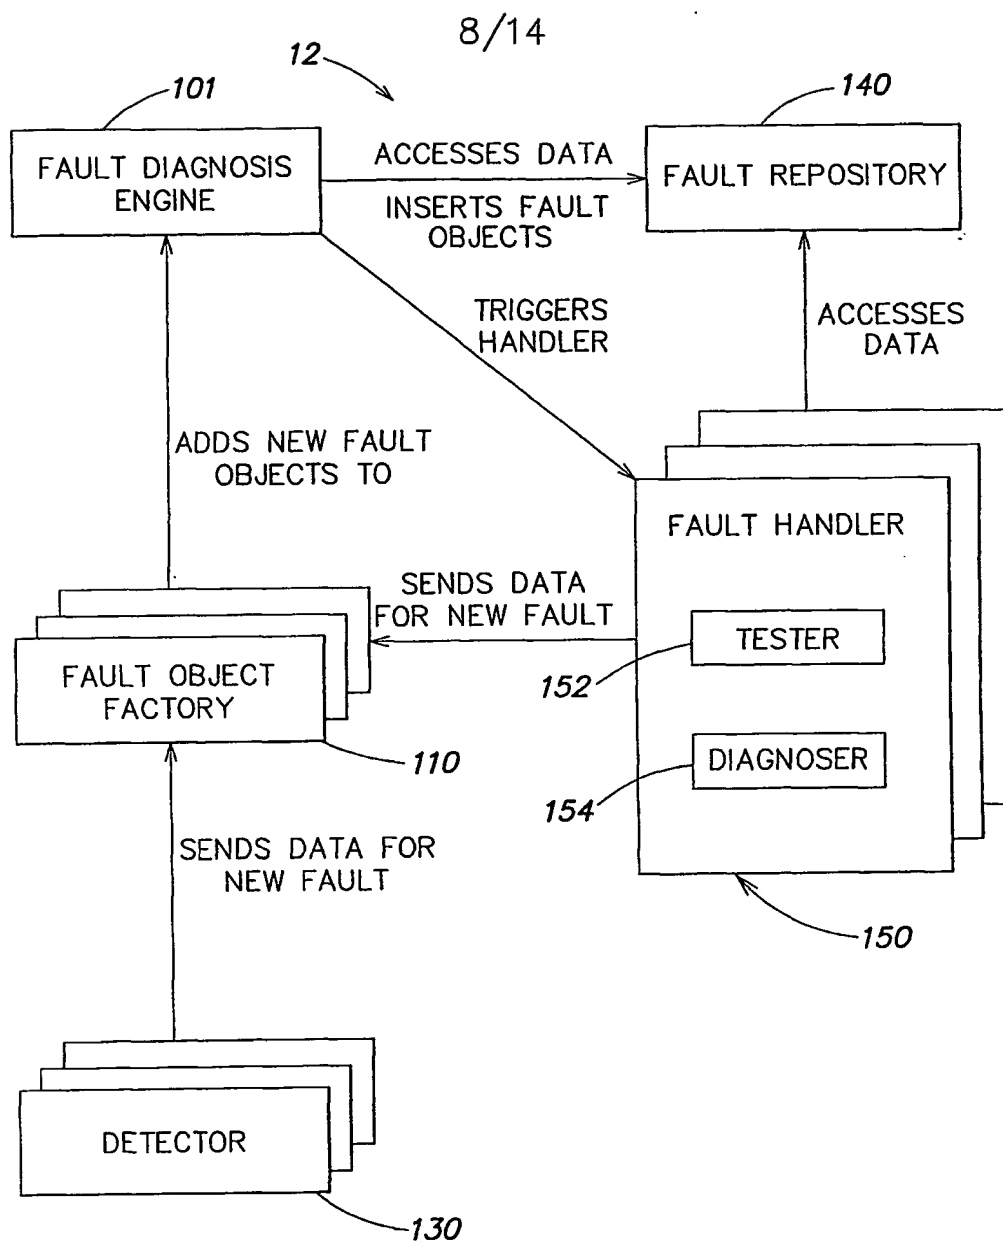 8/14
12
101
140
FAULT DIAGNOSIS
ENGINE
ACCESSES DATA
INSERTS FAULT
OBJECTS
FAULT REPOSITORY
TRIGGERS
HANDLER
ACCESSES
DATA
ADDS NEW FAULT
OBJECTS TO
FAULT HANDLER
SENDS DATA
FOR NEW FAULT
TESTER
152
FAULT OBJECT
FACTORY
110
DIAGNOSER
154
SENDS DATA FOR
NEW FAULT
150
DETECTOR
130